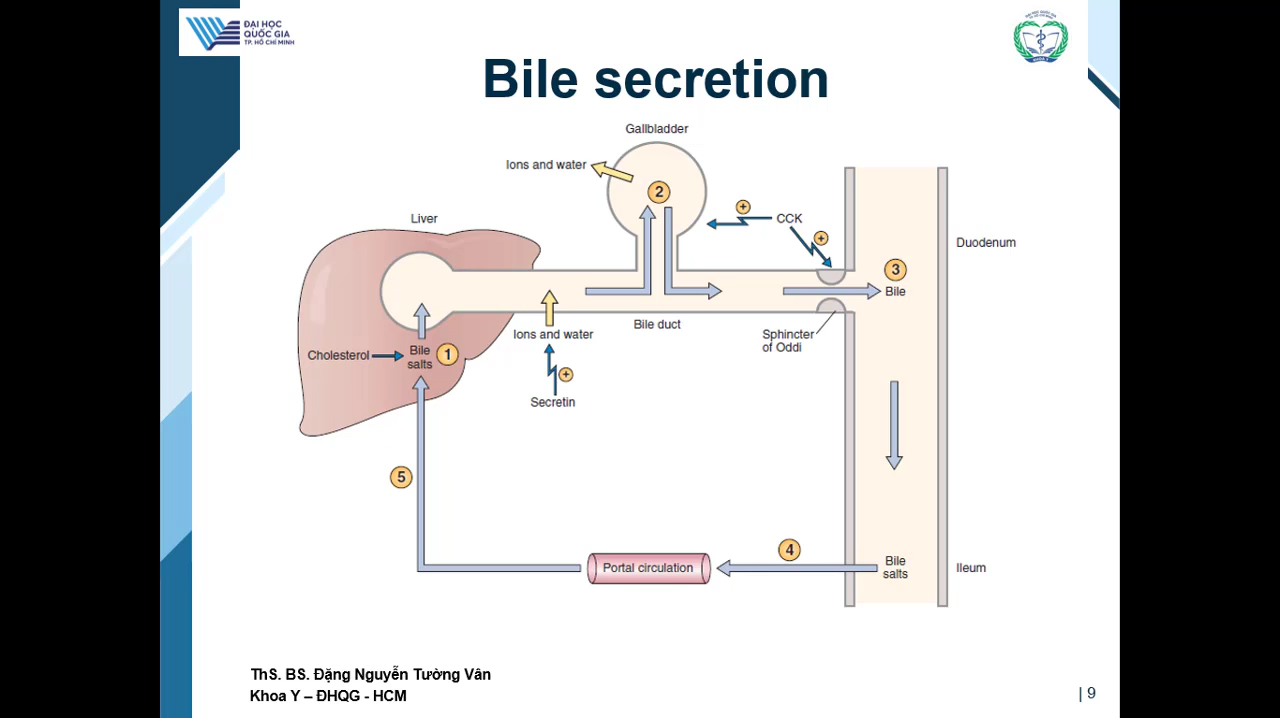 ĐẠI HỌC
QUỐC GIA
TP. HỒ CHÍ MINH
Bile secretion
Gallbladder
Ions and water
2
CCK
+
+
Liver
Duodenum
3
Bile
Bile duct
Sphincter
of Oddi
Ions and water
+
Secretin
Cholesterol
Bile
salts
1
5
4
Portal circulation
Bile
salts
Ileum
ThS. BS. Đặng Nguyễn Tường Vân
Khoa Y – ĐHQG - HCM
| 9